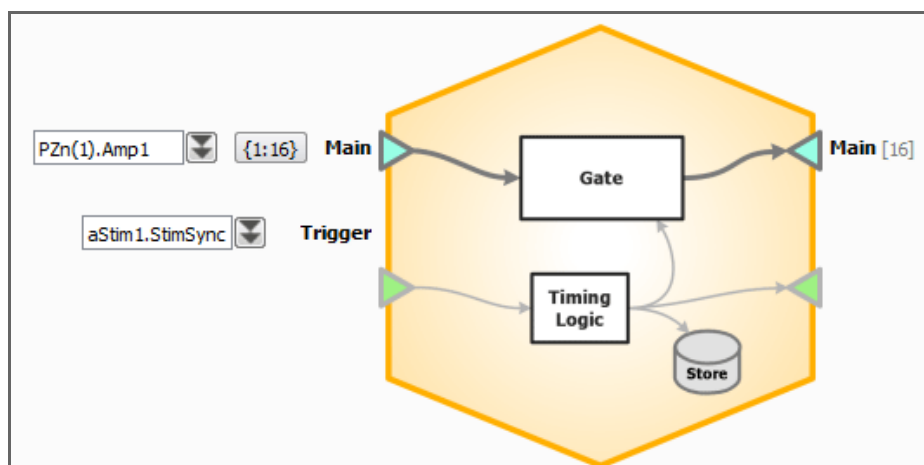 PZn(1).Amp1 {1:16} Main
Gate
Main [16]
aStim1.StimSync Trigger
Timing
Logic
Store